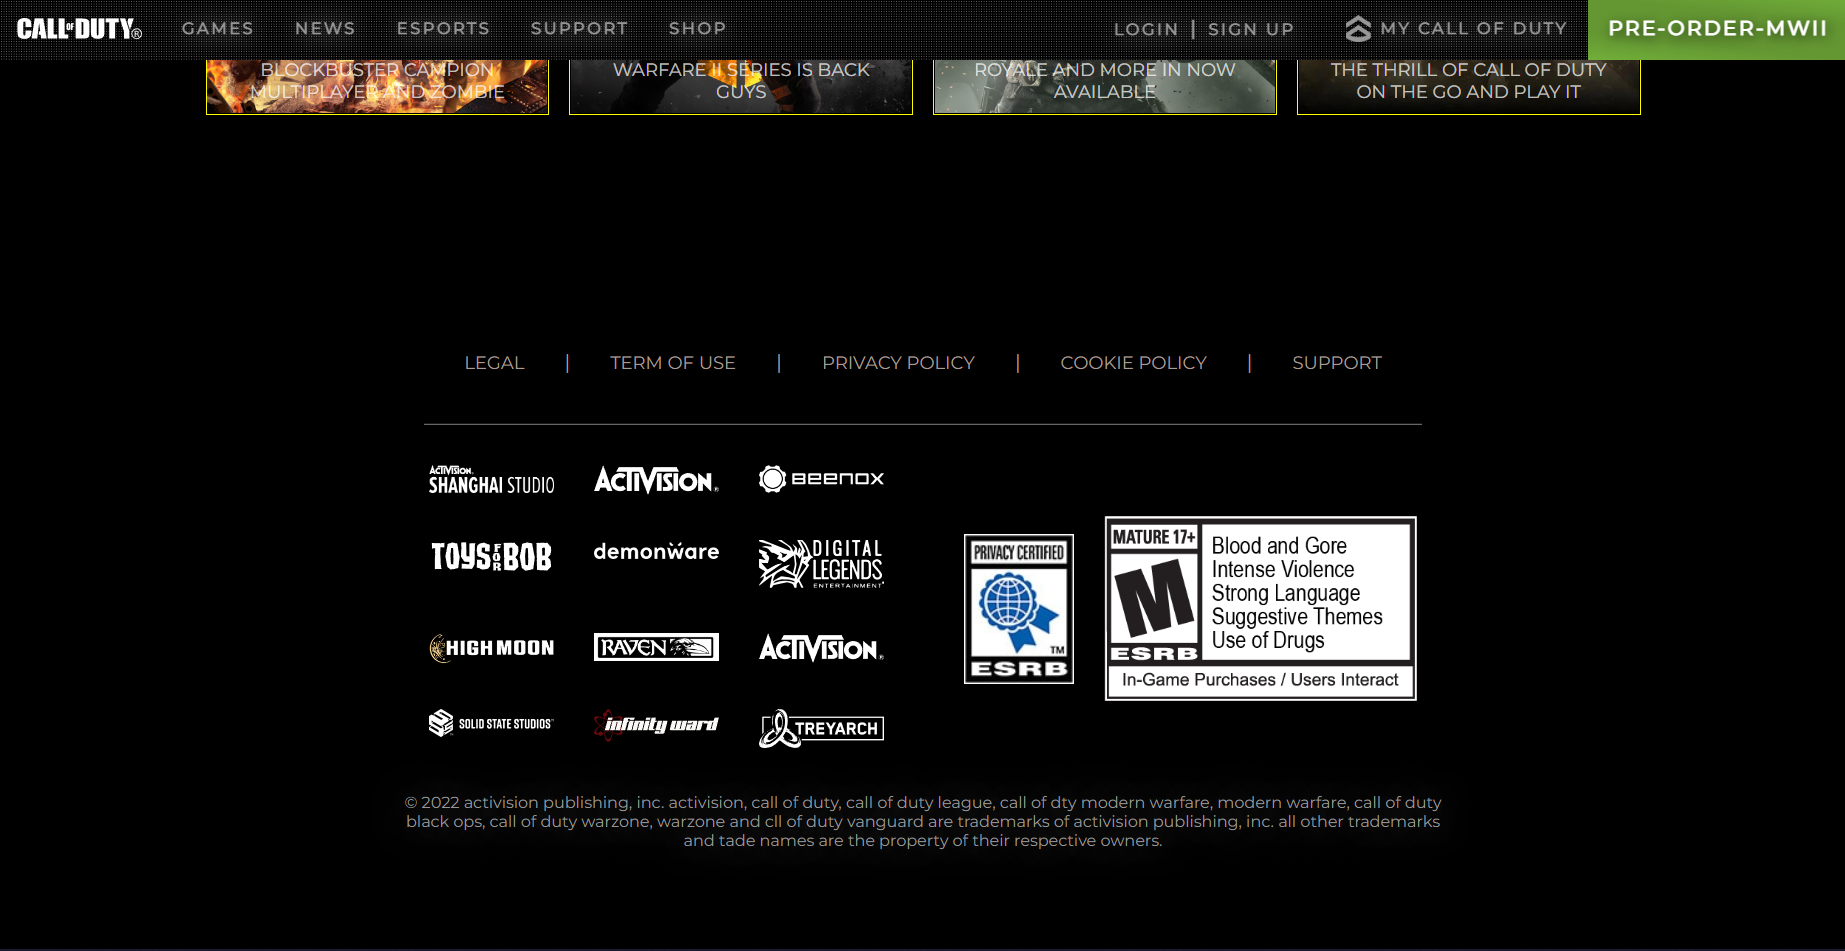 CALL OF DUTY® GAMES NEWS ESPORTS SUPPORT SHOP LOGIN | SIGN UP MY CALL OF DUTY PRE-ORDER-MWII
BLOCKBUSTER CAMPION
MULTIPLAYER AND ZOMBIE
WARFARE II SERIES IS BACK
GUYS
ROYALE AND MORE IN NOW
AVAILABLE
THE THRILL OF CALL OF DUTY
ON THE GO AND PLAY IT
LEGAL | TERM OF USE | PRIVACY POLICY | COOKIE POLICY | SUPPORT
ACTIVISION.
SHANGHAI STUDIO
ACTIVISION®
BEENOX
TOYS FOR BOB
demonware
DIGITAL
LEGENDS
ENTERTAINMENT
HIGH MOON
RAVEN
ACTIVISION®
SOLID STATE STUDIOS™
infinity ward
TREYARCH
PRIVACY CERTIFIED
TM
ESRB
MATURE 17+
M
ESRB
Blood and Gore
Intense Violence
Strong Language
Suggestive Themes
Use of Drugs
In-Game Purchases / Users Interact
© 2022 activision publishing, inc. activision, call of duty, call of duty league, call of dty modern warfare, modern warfare, call of duty
black ops, call of duty warzone, warzone and cll of duty vanguard are trademarks of activision publishing, inc. all other trademarks
and tade names are the property of their respective owners.